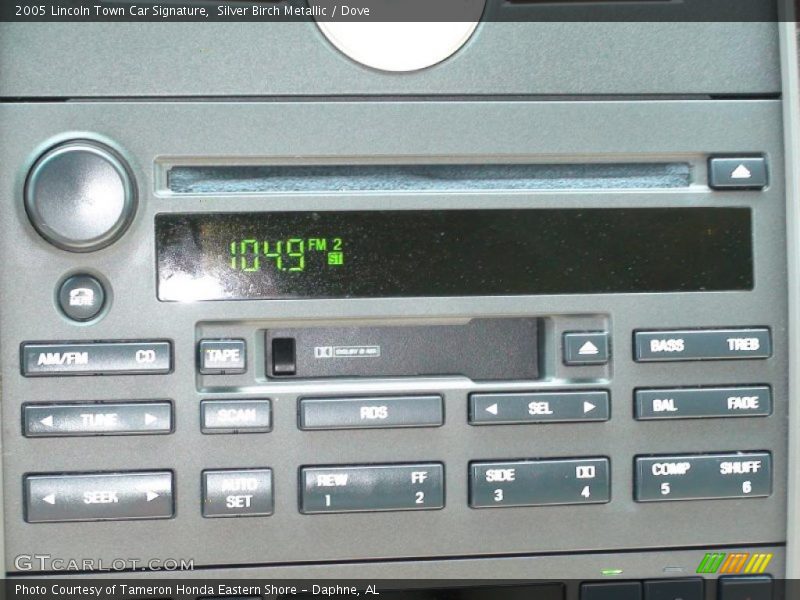 2005 Lincoln Town Car Signature,  Silver Birch Metallic / Dove
104.9 FM 2
ST
AM/FM CD
TAPE
DOLBY B NR
BASS TREB
TUNE
SCAN
RDS
SEL
BAL FADE
SEEK
AUTO SET
REW FF
1 2
SIDE
3 4
COMP SHUFF
5 6
GTCARLOT.COM
Photo Courtesy of Tameron Honda Eastern Shore - Daphne, AL